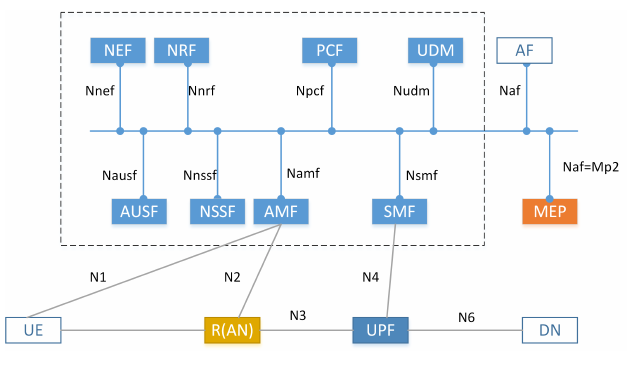 NEF
NRF
PCF
UDM
AF
Nnef
Nnrf
Npcf
Nudm
Naf
Nausf
Nnssf
Namf
Nsmf
Naf=Mp2
AUSF
NSSF
AMF
SMF
MEP
N1
N2
N4
N3
N6
UE
R(AN)
UPF
DN